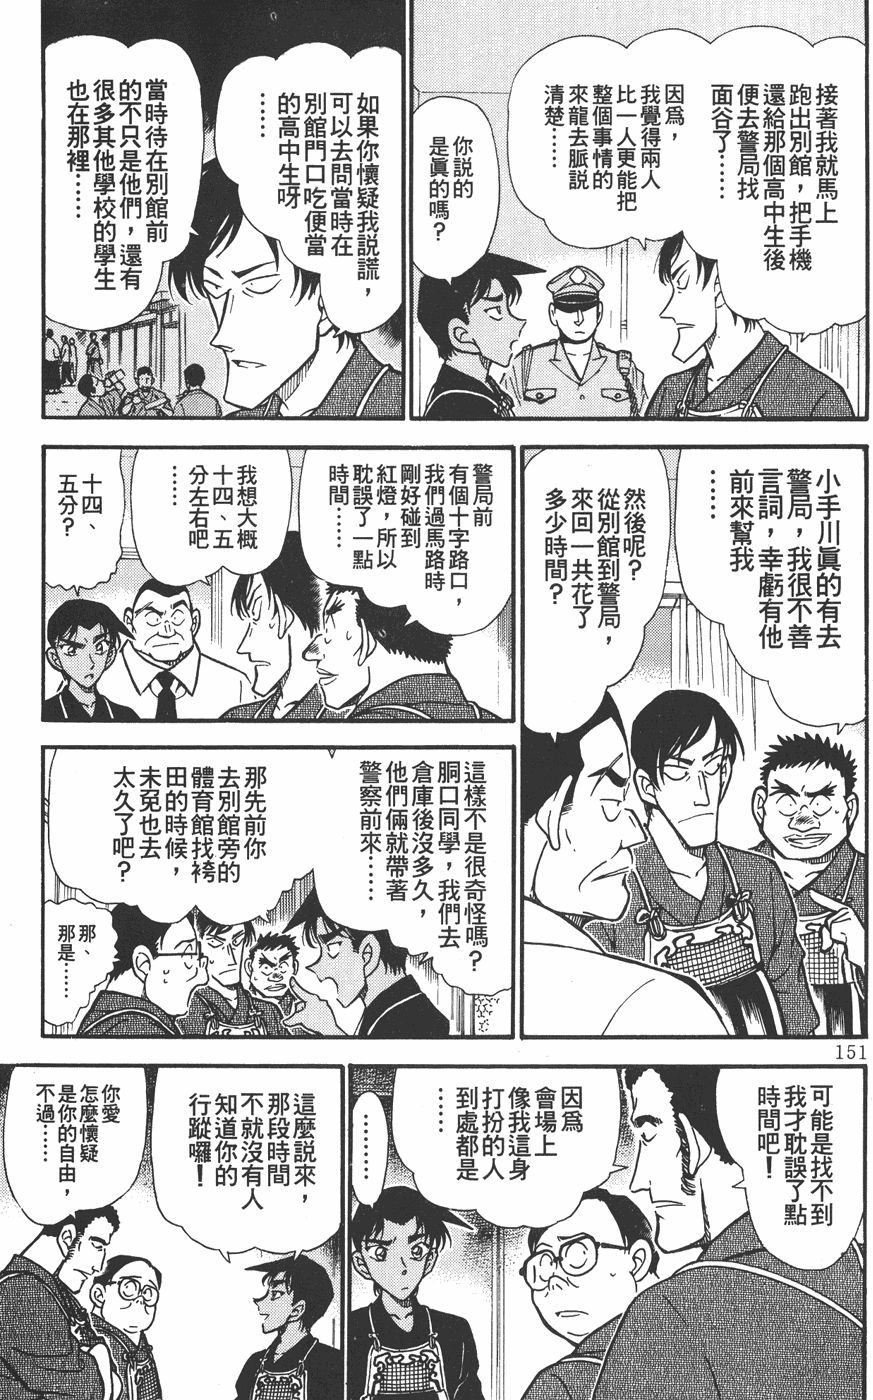 接著我就馬上
跑出別館，把手機
還給那個高中生後
便去警局找
面谷了……
因為，
我覺得兩人
比一人更能把
整個事情的
來龍去脈說
清楚……
你說的
是真的嗎？
如果你懷疑我說謊，
可以去問當時在
別館門口吃便當
的高中生呀
……
當時待在別館前
的不只是他們，還有
很多其他學校的學生
也在那裡……
小手川真的有去
警局，我很不善
言詞，幸虧有他
前來幫我
……
然後呢？
從別館到警局，
來回一共花了
多少時間？
警局前
有個十字路口，
我們過馬路時
剛好碰到
紅燈，所以
耽誤了一點
時間……
我想大概
十四、五
分左右吧
……
十四、
五分？
這樣不是很奇怪嗎？
胴口同學，我們去
倉庫後沒多久，
他們倆就帶著
警察前來……
那先前你
去別館旁的
體育館找袴
田的時候，
未免也去
太久了吧？
那、
那是……
151
可能是找不到
我才耽誤了點
時間吧！
因為
會場上
像我這身
打扮的人
到處都是
……
這麼說來，
那段時間
不就沒有人
知道你的
行蹤囉！
你愛
怎麼懷疑
是你的自由，
不過……